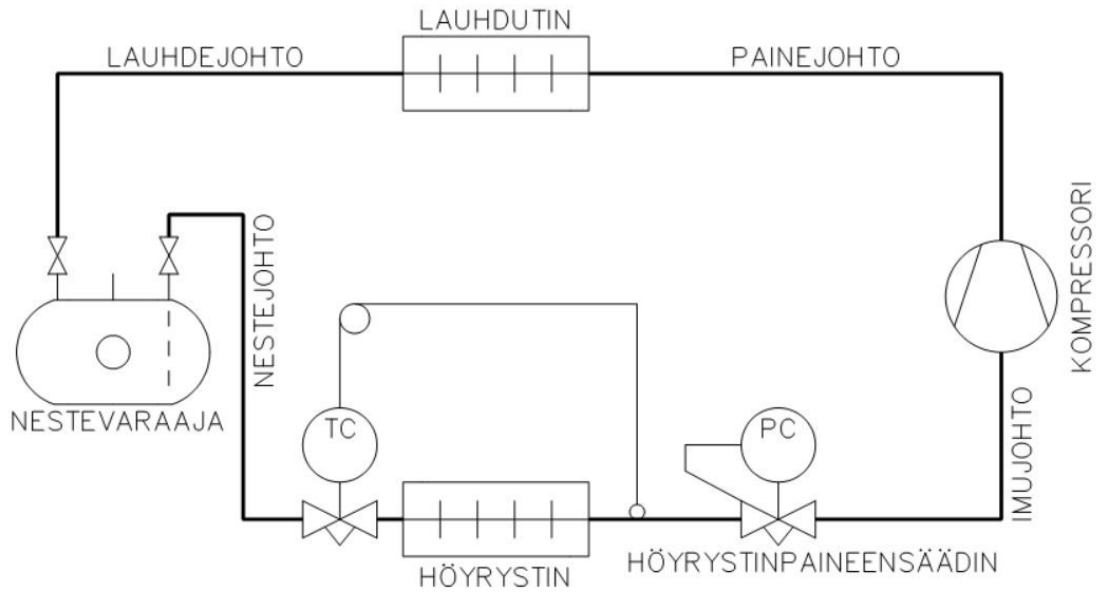 LAUHDUTIN
LAUHDEJOHTO
PAINEJOHTO
KOMPRESSORI
NESTEJOHTO
NESTEVARAAJA
TC
PC
IMUJOHTO
HÖYRYSTIN
HÖYRYSTINPAINEENSÄÄDIN